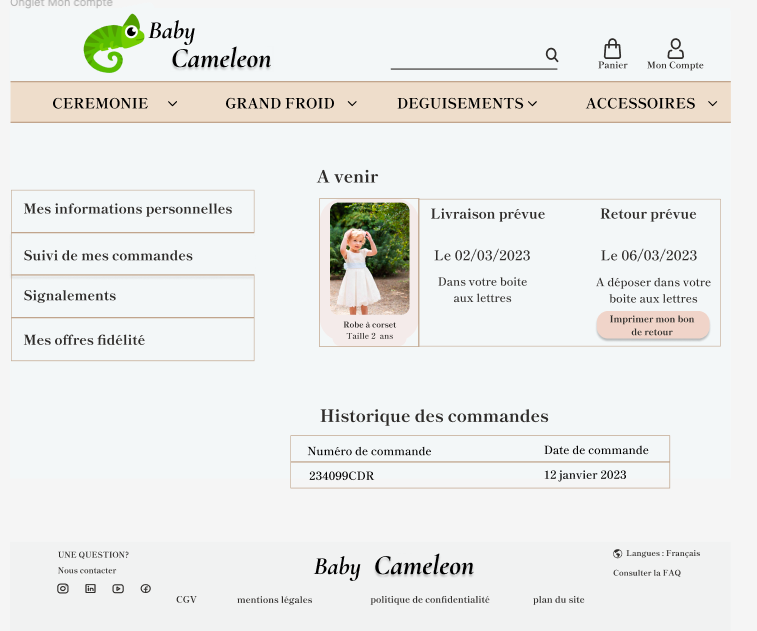 Onglet Mon compte
Baby
Cameleon
Panier
Mon Compte
CEREMONIE
GRAND FROID
DEGUISEMENTS
ACCESSOIRES
A venir
Mes informations personnelles
Suivi de mes commandes
Signalements
Mes offres fidélité
Robe à corset
Taille 2 ans
Livraison prévue
Le 02/03/2023
Dans votre boite
aux lettres
Retour prévue
Le 06/03/2023
A déposer dans votre
boite aux lettres
Imprimer mon bon
de retour
Historique des commandes
Numéro de commande
Date de commande
234099CDR
12 janvier 2023
UNE QUESTION?
Nous contacter
Baby Cameleon
Langues : Français
Consulter la FAQ
CGV
mentions légales
politique de confidentialité
plan du site